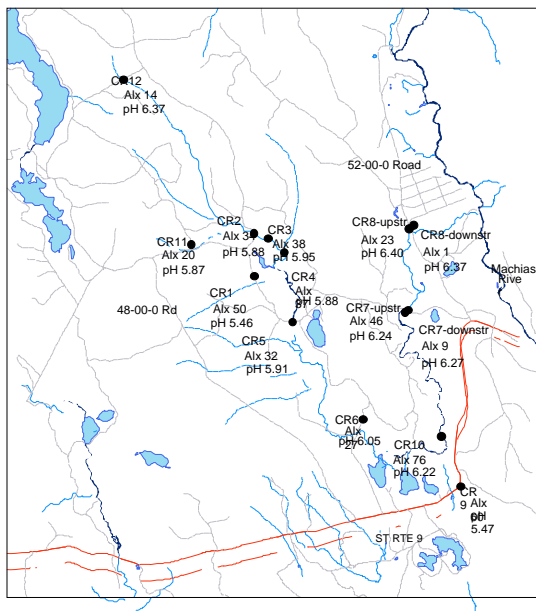 CR12
Alx 14
pH 6.37
52-00-0 Road
CR2
Alx 34
pH 5.88
CR3
Alx 38
pH 5.95
CR11
Alx 20
pH 5.87
CR8-upstr
Alx 23
pH 6.40
CR8-downstr
Alx 1
pH 6.37
Machias
Rive
CR4
Alx
pH 5.88
CR1
Alx 50
pH 5.46
48-00-0 Rd
CR7-upstr
Alx 46
pH 6.24
CR7-downstr
Alx 9
pH 6.27
CR5
Alx 32
pH 5.91
CR6
Alx
27
pH 6.05
CR10
Alx 76
pH 6.22
CR
9
Alx
pH
5.47
ST RTE 9